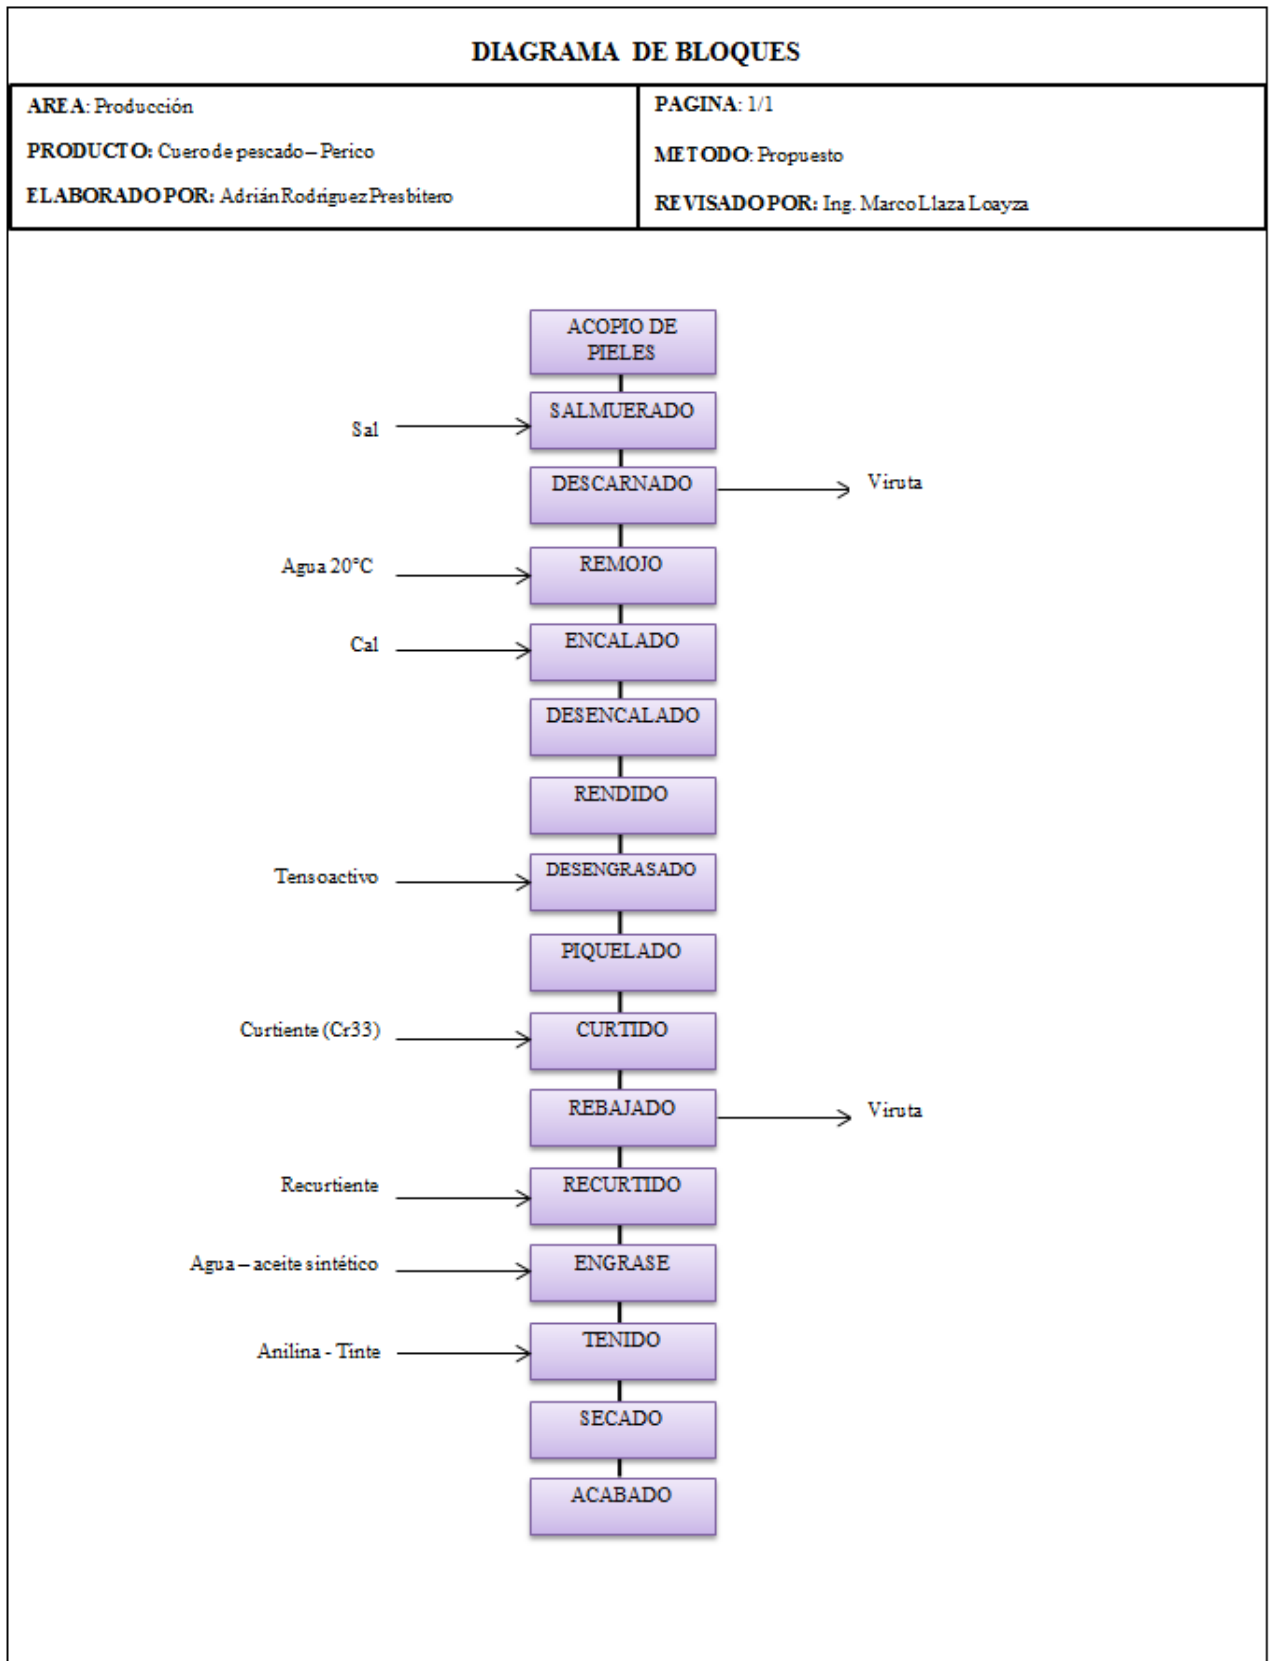 DIAGRAMA DE BLOQUES
AREA: Producción
PRODUCTO: Cuero de pescado – Perico
ELABORADO POR: Adrián Rodríguez Presbitero
PAGINA: 1/1
METODO: Propuesto
REVISADO POR: Ing. Marco Llaza Loayza
ACOPIO DE
PIELES
Sal
SALMUERADO
DESCARNADO
Viruta
Agua 20°C
REMOJO
Cal
ENCALADO
DESENCALADO
RENDIDO
Tensoactivo
DESENGRASADO
PIQUELADO
Curtiente (Cr33)
CURTIDO
REBAJADO
Viruta
Recurtiente
RECURTIDO
Agua – aceite sintético
ENGRASE
Anilina - Tinte
TENIDO
SECADO
ACABADO